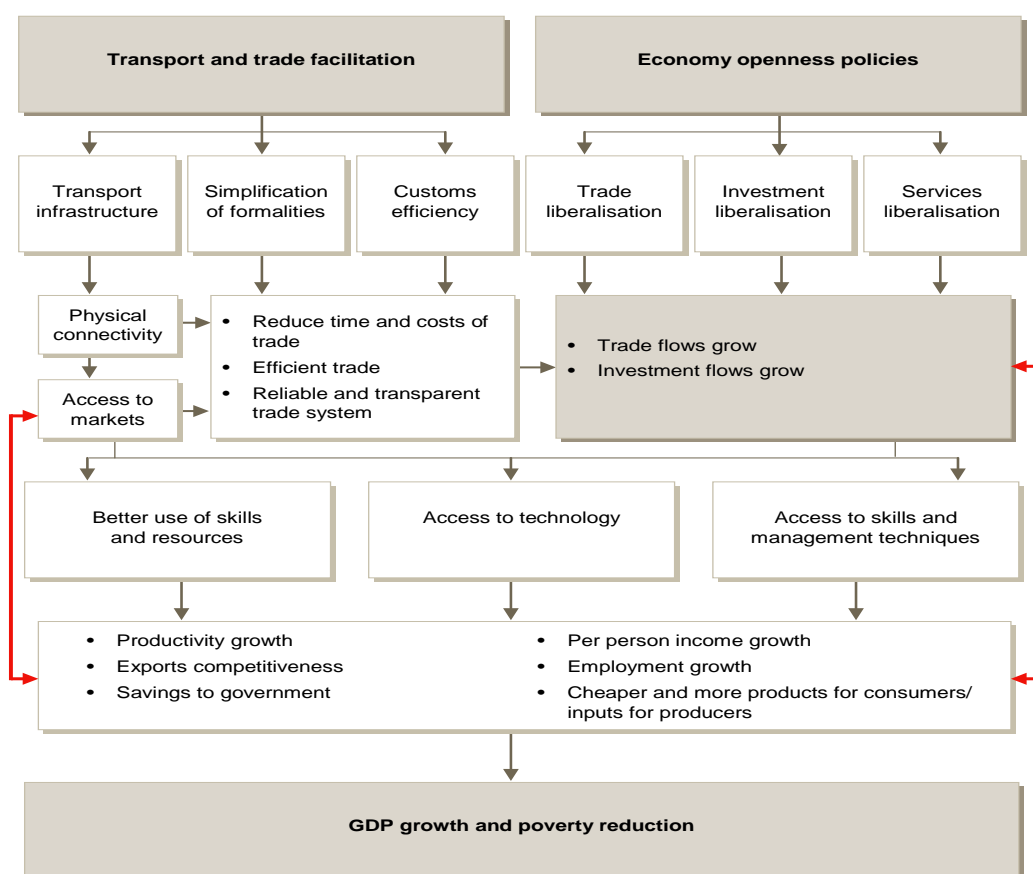 Transport and trade facilitation
Economy openness policies
Transport
infrastructure
Simplification
of formalities
Customs
efficiency
Trade
liberalisation
Investment
liberalisation
Services
liberalisation
Physical
connectivity
Access to
markets
• Reduce time and costs of
trade
• Efficient trade
• Reliable and transparent
trade system
• Trade flows grow
• Investment flows grow
Better use of skills
and resources
Access to technology
Access to skills and
management techniques
• Productivity growth
• Exports competitiveness
• Savings to government
• Per person income growth
• Employment growth
• Cheaper and more products for consumers/
inputs for producers
GDP growth and poverty reduction